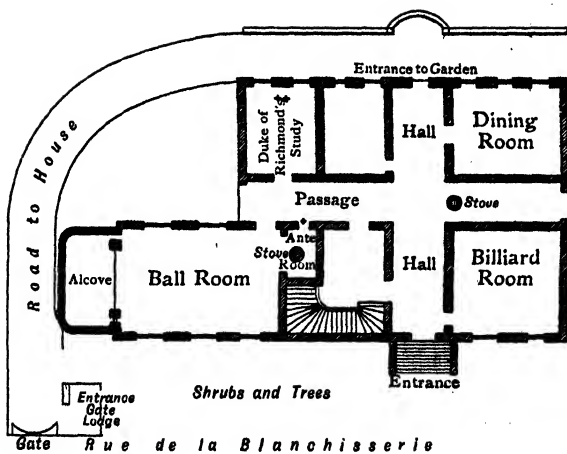 Entrance to Garden
Duke of
Richmond's
Study
Hall
Dining
Room
Road to House
Passage
Stove
Alcove
Ball Room
Stove
Ante
Room
Hall
Billiard
Room
Entrance
Entrance
Gate
Lodge
Shrubs and Trees
Gate
Rue de la Blanchisserie